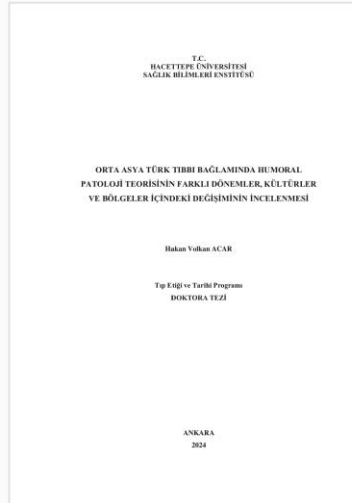 T.C.
HACETTEPE ÜNİVERSİTESİ
SAĞLIK BİLİMLERİ ENSTİTÜSÜ
ORTA ASYA TÜRK TIBBI BAĞLAMINDA HUMORAL
PATOLOJİ TEORİSİNİN FARKLI DÖNEMLER, KÜLTÜRLER
VE BÖLGELER İÇİNDEKİ DEĞİŞİMİNİN İNCELENMESİ
Hakan Volkan ACAR
Tıp Etiği ve Tarihi Programı
DOKTORA TEZİ
ANKARA
2024